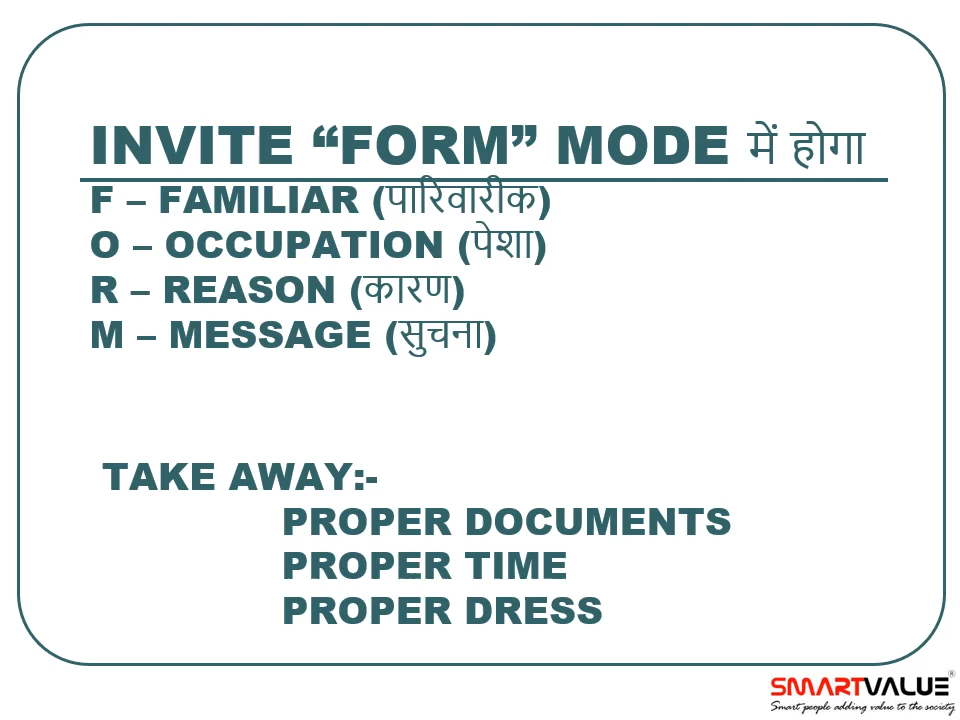 INVITE “FORM” MODE में होगा
F – FAMILIAR (पारिवारीक)
O – OCCUPATION (पेशा)
R – REASON (कारण)
M – MESSAGE (सुचना)
TAKE AWAY:-
PROPER DOCUMENTS
PROPER TIME
PROPER DRESS
SMARTVALUE®
Smart people adding value to the society